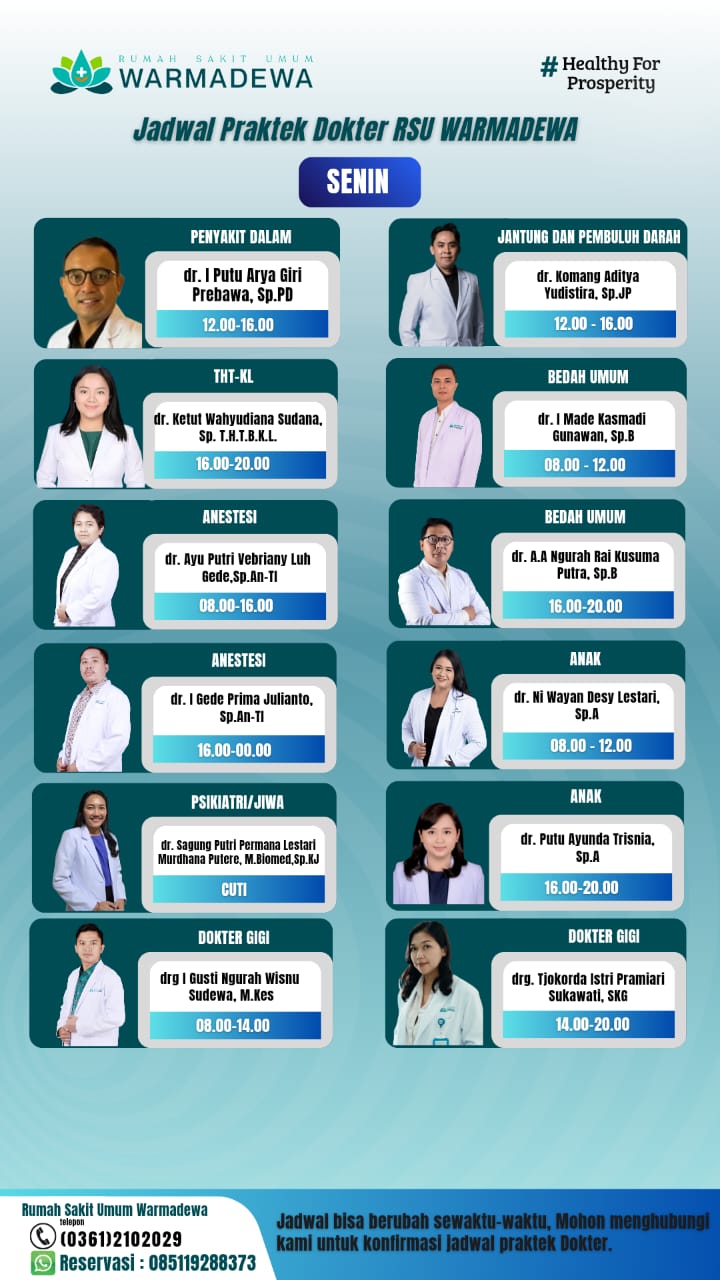 RUMAH SAKIT UMUM
WARMADEWA
# Healthy For
Prosperity
Jadwal Praktek Dokter RSU WARMADEWA
SENIN
PENYAKIT DALAM
dr. I Putu Arya Giri
Prebawa, Sp.PD
12.00-16.00
JANTUNG DAN PEMBULUH DARAH
dr. Komang Aditya
Yudistira, Sp.JP
12.00 - 16.00
THT-KL
dr. Ketut Wahyudiana Sudana,
Sp. T.H.T.B.K.L.
16.00-20.00
BEDAH UMUM
dr. I Made Kasmadi
Gunawan, Sp.B
08.00 - 12.00
ANESTESI
dr. Ayu Putri Vebriany Luh
Gede,Sp.An-TI
08.00-16.00
BEDAH UMUM
dr. A.A Ngurah Rai Kusuma
Putra, Sp.B
16.00-20.00
ANESTESI
dr. I Gede Prima Julianto,
Sp.An-TI
16.00-00.00
ANAK
dr. Ni Wayan Desy Lestari,
Sp.A
08.00 - 12.00
PSIKIATRI/JIWA
dr. Sagung Putri Permana Lestari
Murdhana Putere, M.Biomed,Sp.KJ
CUTI
ANAK
dr. Putu Ayunda Trisnia,
Sp.A
16.00-20.00
DOKTER GIGI
drg I Gusti Ngurah Wisnu
Sudewa, M.Kes
08.00-14.00
DOKTER GIGI
drg. Tjokorda Istri Pramiari
Sukawati, SKG
14.00-20.00
Rumah Sakit Umum Warmadewa
telepon
(0361)2102029
Reservasi : 085119288373
Jadwal bisa berubah sewaktu-waktu, Mohon menghubungi
kami untuk konfirmasi jadwal praktek Dokter.